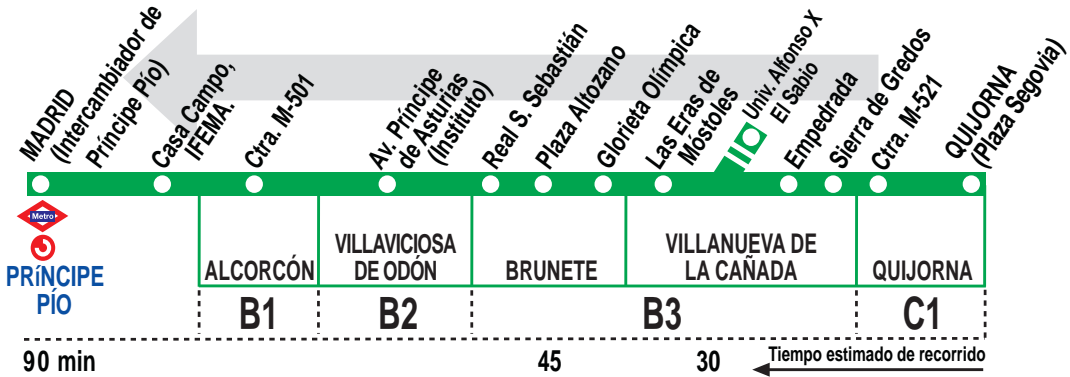 MADRID
(Intercambiador de
Príncipe Pío)
Casa Campo,
IFEMA.
Ctra. M-501
Av. Príncipe
de Asturias
(Instituto)
Real S. Sebastián
Plaza Altozano
Glorieta Olímpica
Las Eras de
Móstoles
Univ. Alfonso X
El Sabio
Empedrada
Sierra de Gredos
Ctra. M-521
QUIJORNA
(Plaza Segovia)
Metro
PRÍNCIPE
PÍO
ALCORCÓN
VILLAVICIOSA
DE ODÓN
BRUNETE
VILLANUEVA DE
LA CAÑADA
QUIJORNA
B1
B2
B3
C1
90 min
45
30
Tiempo estimado de recorrido